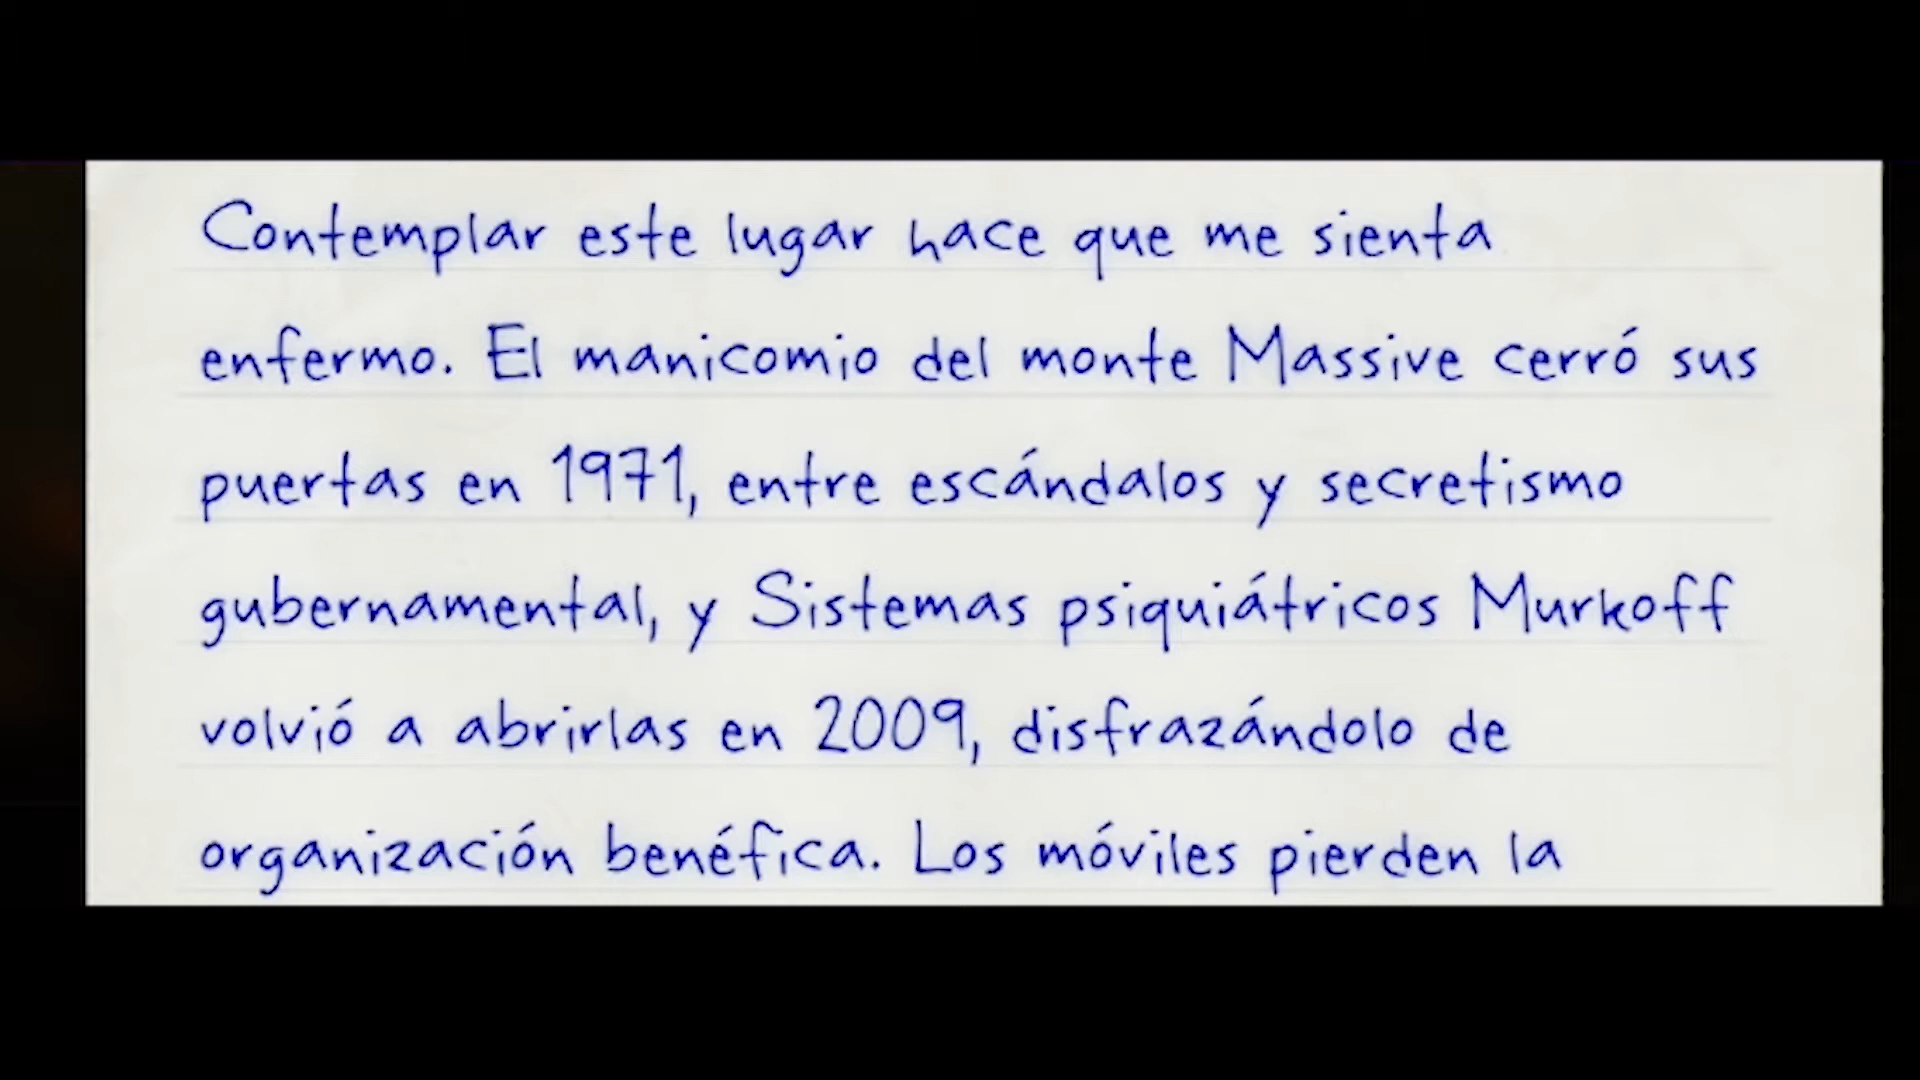 Contemplar este lugar hace que me sienta
enfermo. El manicomio del monte Massive cerró sus
puertas en 1971, entre escándalos y secretismo
gubernamental, y Sistemas psiquiátricos Murkoff
volvió a abrirlas en 2009, disfrazándolo de
organización benéfica. Los móviles pierden la